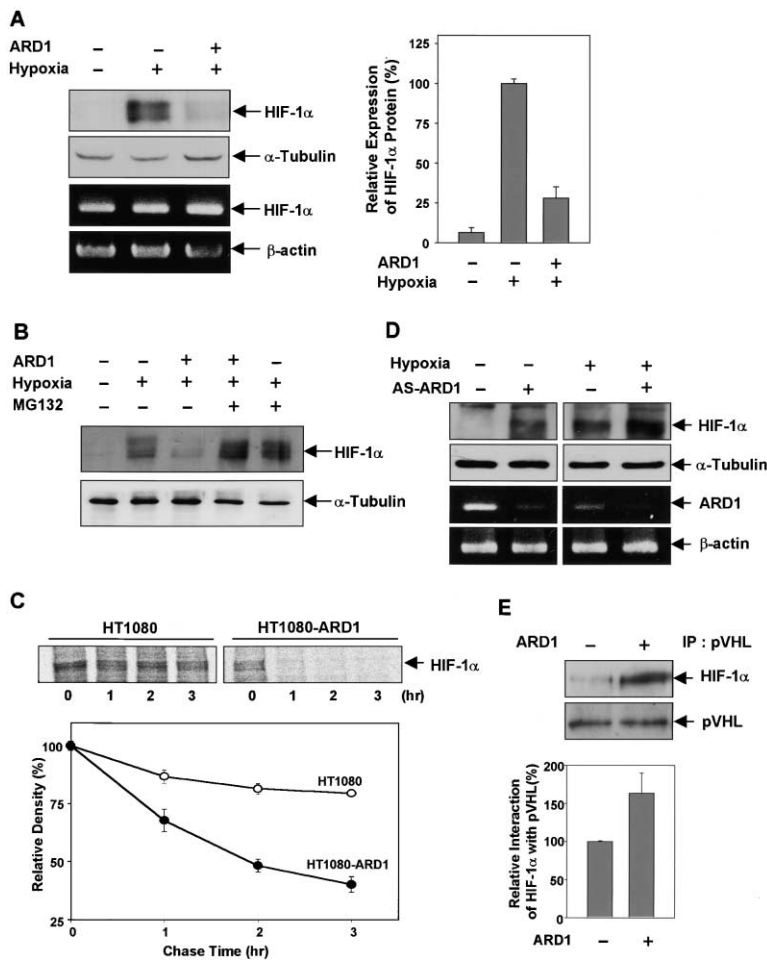 A
ARD1 – – +
Hypoxia – + +
HIF-1α
α-Tubulin
HIF-1α
β-actin
Relative Expression
of HIF-1α Protein (%)
125
100
75
50
25
0
ARD1 – – +
Hypoxia – + +
B
ARD1 – – + + –
Hypoxia – + + + +
MG132 – – – + +
HIF-1α
α-Tubulin
D
Hypoxia – – + +
AS-ARD1 – + – +
HIF-1α
α-Tubulin
ARD1
β-actin
C
HT1080 HT1080-ARD1
HIF-1α
0 1 2 3 0 1 2 3 (hr)
Relative Density (%)
100
75
50
25
HT1080
HT1080-ARD1
0 1 2 3
Chase Time (hr)
E
ARD1 – + IP : pVHL
HIF-1α
pVHL
Relative Interaction
of HIF-1α with pVHL(%)
200
150
100
50
0
ARD1 – +